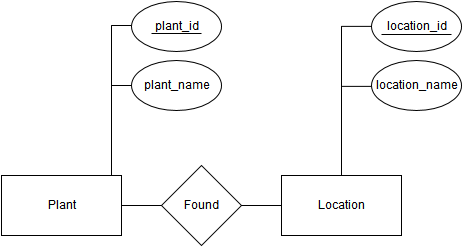 plant_id
location_id
plant_name
location_name
Plant
Found
Location